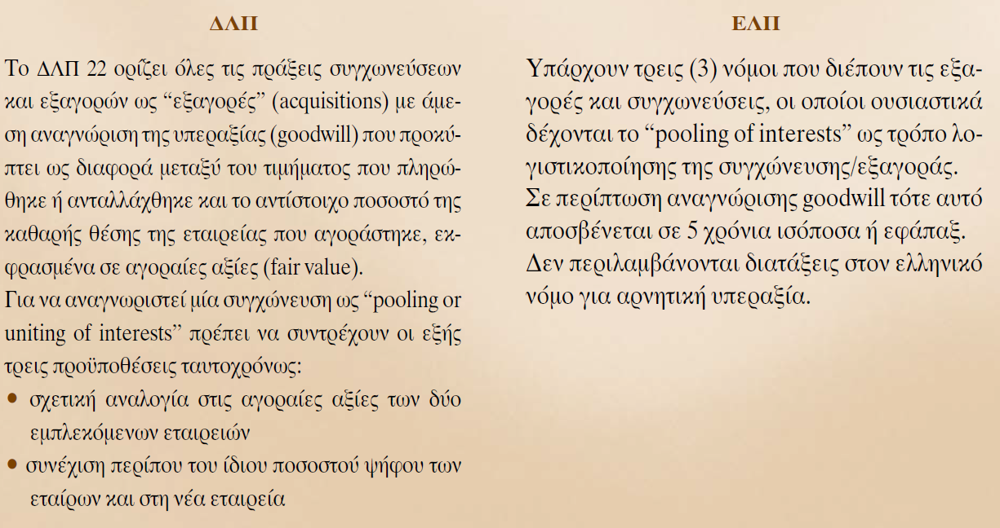 ΔΛΠ
Το ΔΛΠ 22 ορίζει όλες τις πράξεις συγχωνεύσεων
και εξαγορών ως “εξαγορές” (acquisitions) με άμε-
ση αναγνώριση της υπεραξίας (goodwill) που προκύ-
πτει ως διαφορά μεταξύ του τιμήματος που πληρώ-
θηκε ή ανταλλάχθηκε και το αντίστοιχο ποσοστό της
καθαρής θέσης της εταιρείας που αγοράστηκε, εκ-
φρασμένα σε αγοραίες αξίες (fair value).
Για να αναγνωριστεί μία συγχώνευση ως “pooling or
uniting of interests” πρέπει να συντρέχουν οι εξής
τρεις προϋποθέσεις ταυτοχρόνως:
• σχετική αναλογία στις αγοραίες αξίες των δύο
εμπλεκόμενων εταιρειών
• συνέχιση περίπου του ίδιου ποσοστού ψήφου των
εταίρων και στη νέα εταιρεία
ΕΛΠ
Υπάρχουν τρεις (3) νόμοι που διέπουν τις εξα-
γορές και συγχωνεύσεις, οι οποίοι ουσιαστικά
δέχονται το “pooling of interests” ως τρόπο λο-
γιστικοποίησης της συγχώνευσης/εξαγοράς.
Σε περίπτωση αναγνώρισης goodwill τότε αυτό
αποσβένεται σε 5 χρόνια ισόποσα ή εφάπαξ.
Δεν περιλαμβάνονται διατάξεις στον ελληνικό
νόμο για αρνητική υπεραξία.